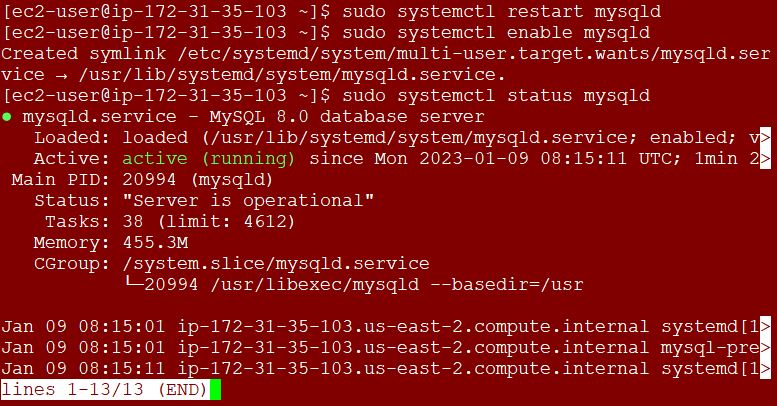 [ec2-user@ip-172-31-35-103 ~]$ sudo systemctl restart mysqld
[ec2-user@ip-172-31-35-103 ~]$ sudo systemctl enable mysqld
Created symlink /etc/systemd/system/multi-user.target.wants/mysqld.ser
vice → /usr/lib/systemd/system/mysqld.service.
[ec2-user@ip-172-31-35-103 ~]$ sudo systemctl status mysqld
● mysqld.service - MySQL 8.0 database server
   Loaded: loaded (/usr/lib/systemd/system/mysqld.service; enabled; v>
   Active: active (running) since Mon 2023-01-09 08:15:11 UTC; 1min 2>
 Main PID: 20994 (mysqld)
   Status: "Server is operational"
    Tasks: 38 (limit: 4612)
   Memory: 455.3M
   CGroup: /system.slice/mysqld.service
           └─20994 /usr/libexec/mysqld --basedir=/usr

Jan 09 08:15:01 ip-172-31-35-103.us-east-2.compute.internal systemd[1>
Jan 09 08:15:01 ip-172-31-35-103.us-east-2.compute.internal mysql-pre>
Jan 09 08:15:11 ip-172-31-35-103.us-east-2.compute.internal systemd[1>
lines 1-13/13 (END)